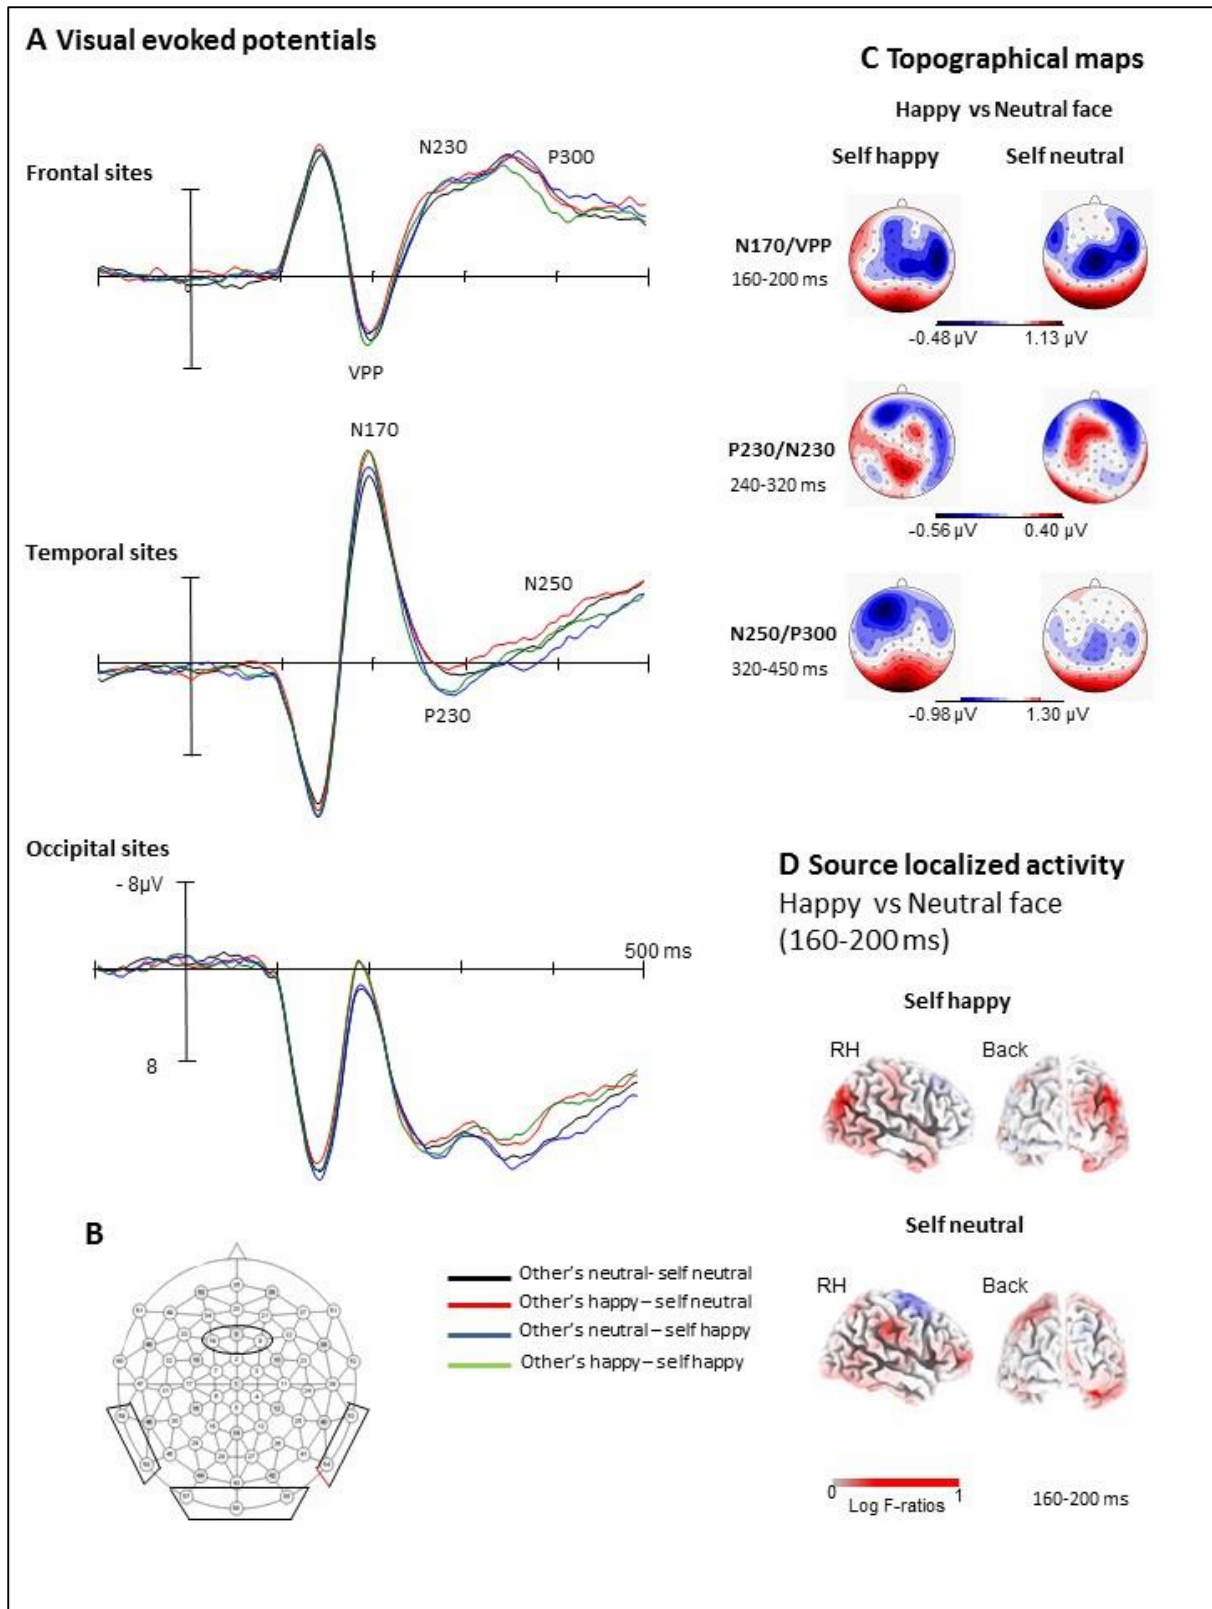 A Visual evoked potentials
Frontal sites
N230
P300
VPP
Temporal sites
N170
N250
P230
Occipital sites
- 8µV
500 ms
8
B
Other's neutral- self neutral
Other's happy – self neutral
Other's neutral – self happy
Other's happy – self happy
C Topographical maps
Happy vs Neutral face
Self happy
Self neutral
N170/VPP
160-200 ms
-0.48 µV
1.13 µV
P230/N230
240-320 ms
-0.56 µV
0.40 µV
N250/P300
320-450 ms
-0.98 µV
1.30 µV
D Source localized activity
Happy vs Neutral face
(160-200 ms)
Self happy
RH
Back
Self neutral
RH
Back
0
1
Log F-ratios
160-200 ms